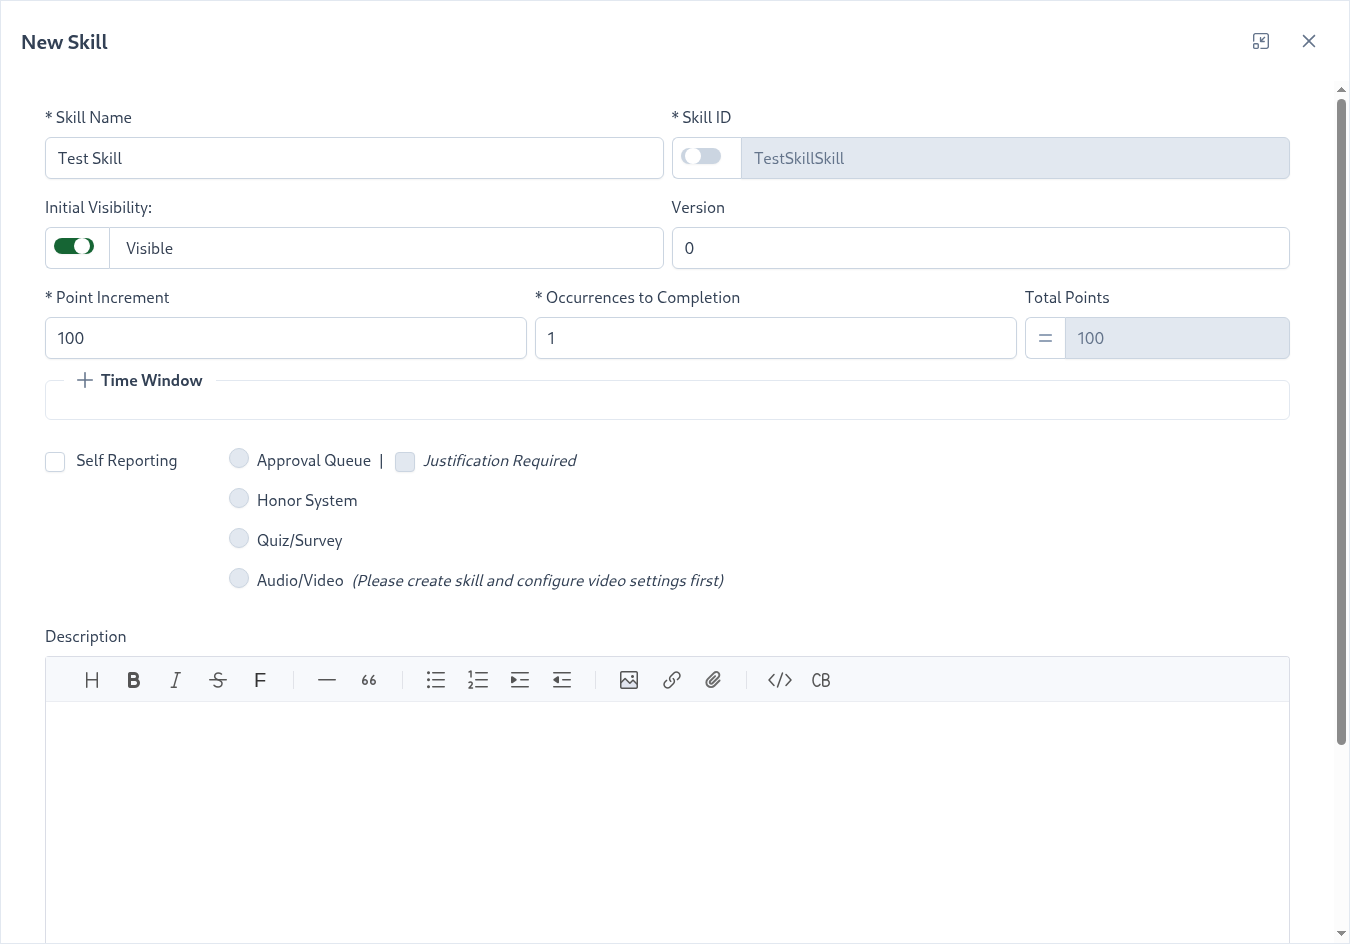 New Skill
* Skill Name
* Skill ID
Test Skill
TestSkillSkill
Initial Visibility:
Version
Visible
0
* Point Increment
* Occurrences to Completion
Total Points
100
1
=
100
Time Window
Self Reporting
Approval Queue |
Justification Required
Honor System
Quiz/Survey
Audio/Video (Please create skill and configure video settings first)
Description
H B I S F — 66 </> CB